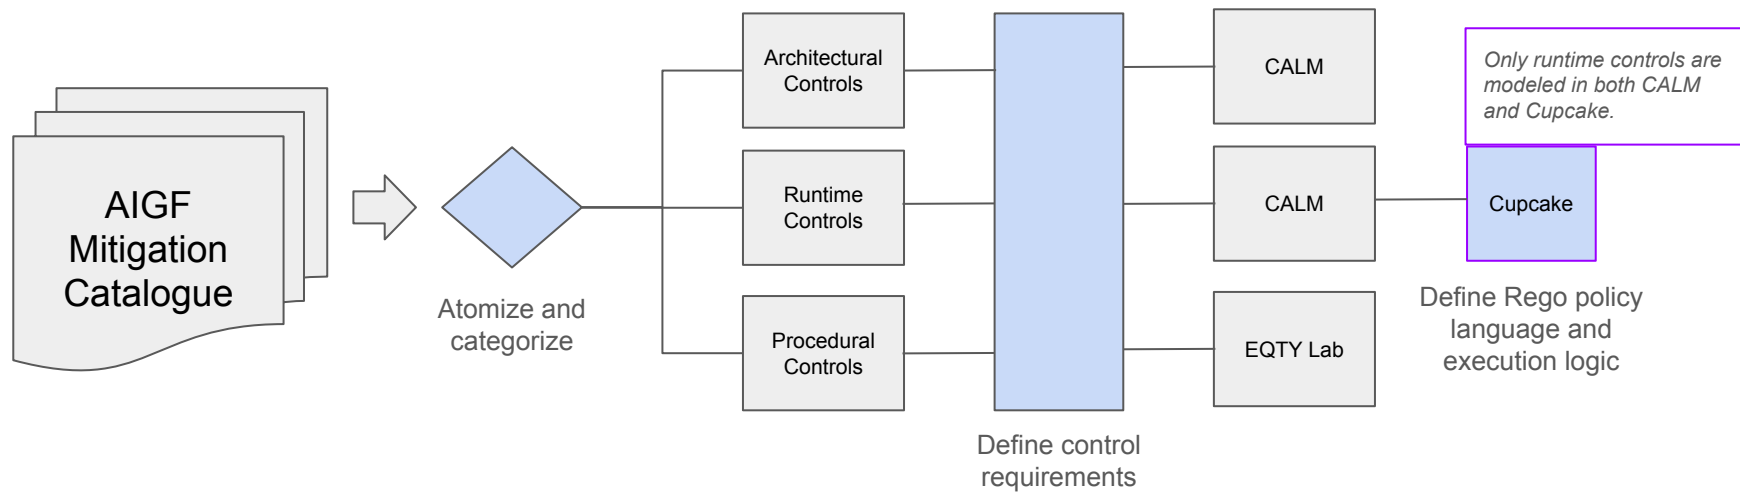 AIGF
Mitigation
Catalogue
Atomize and
categorize
Architectural
Controls
Runtime
Controls
Procedural
Controls
Define control
requirements
CALM
CALM
EQTY Lab
Only runtime controls are
modeled in both CALM
and Cupcake.
Cupcake
Define Rego policy
language and
execution logic